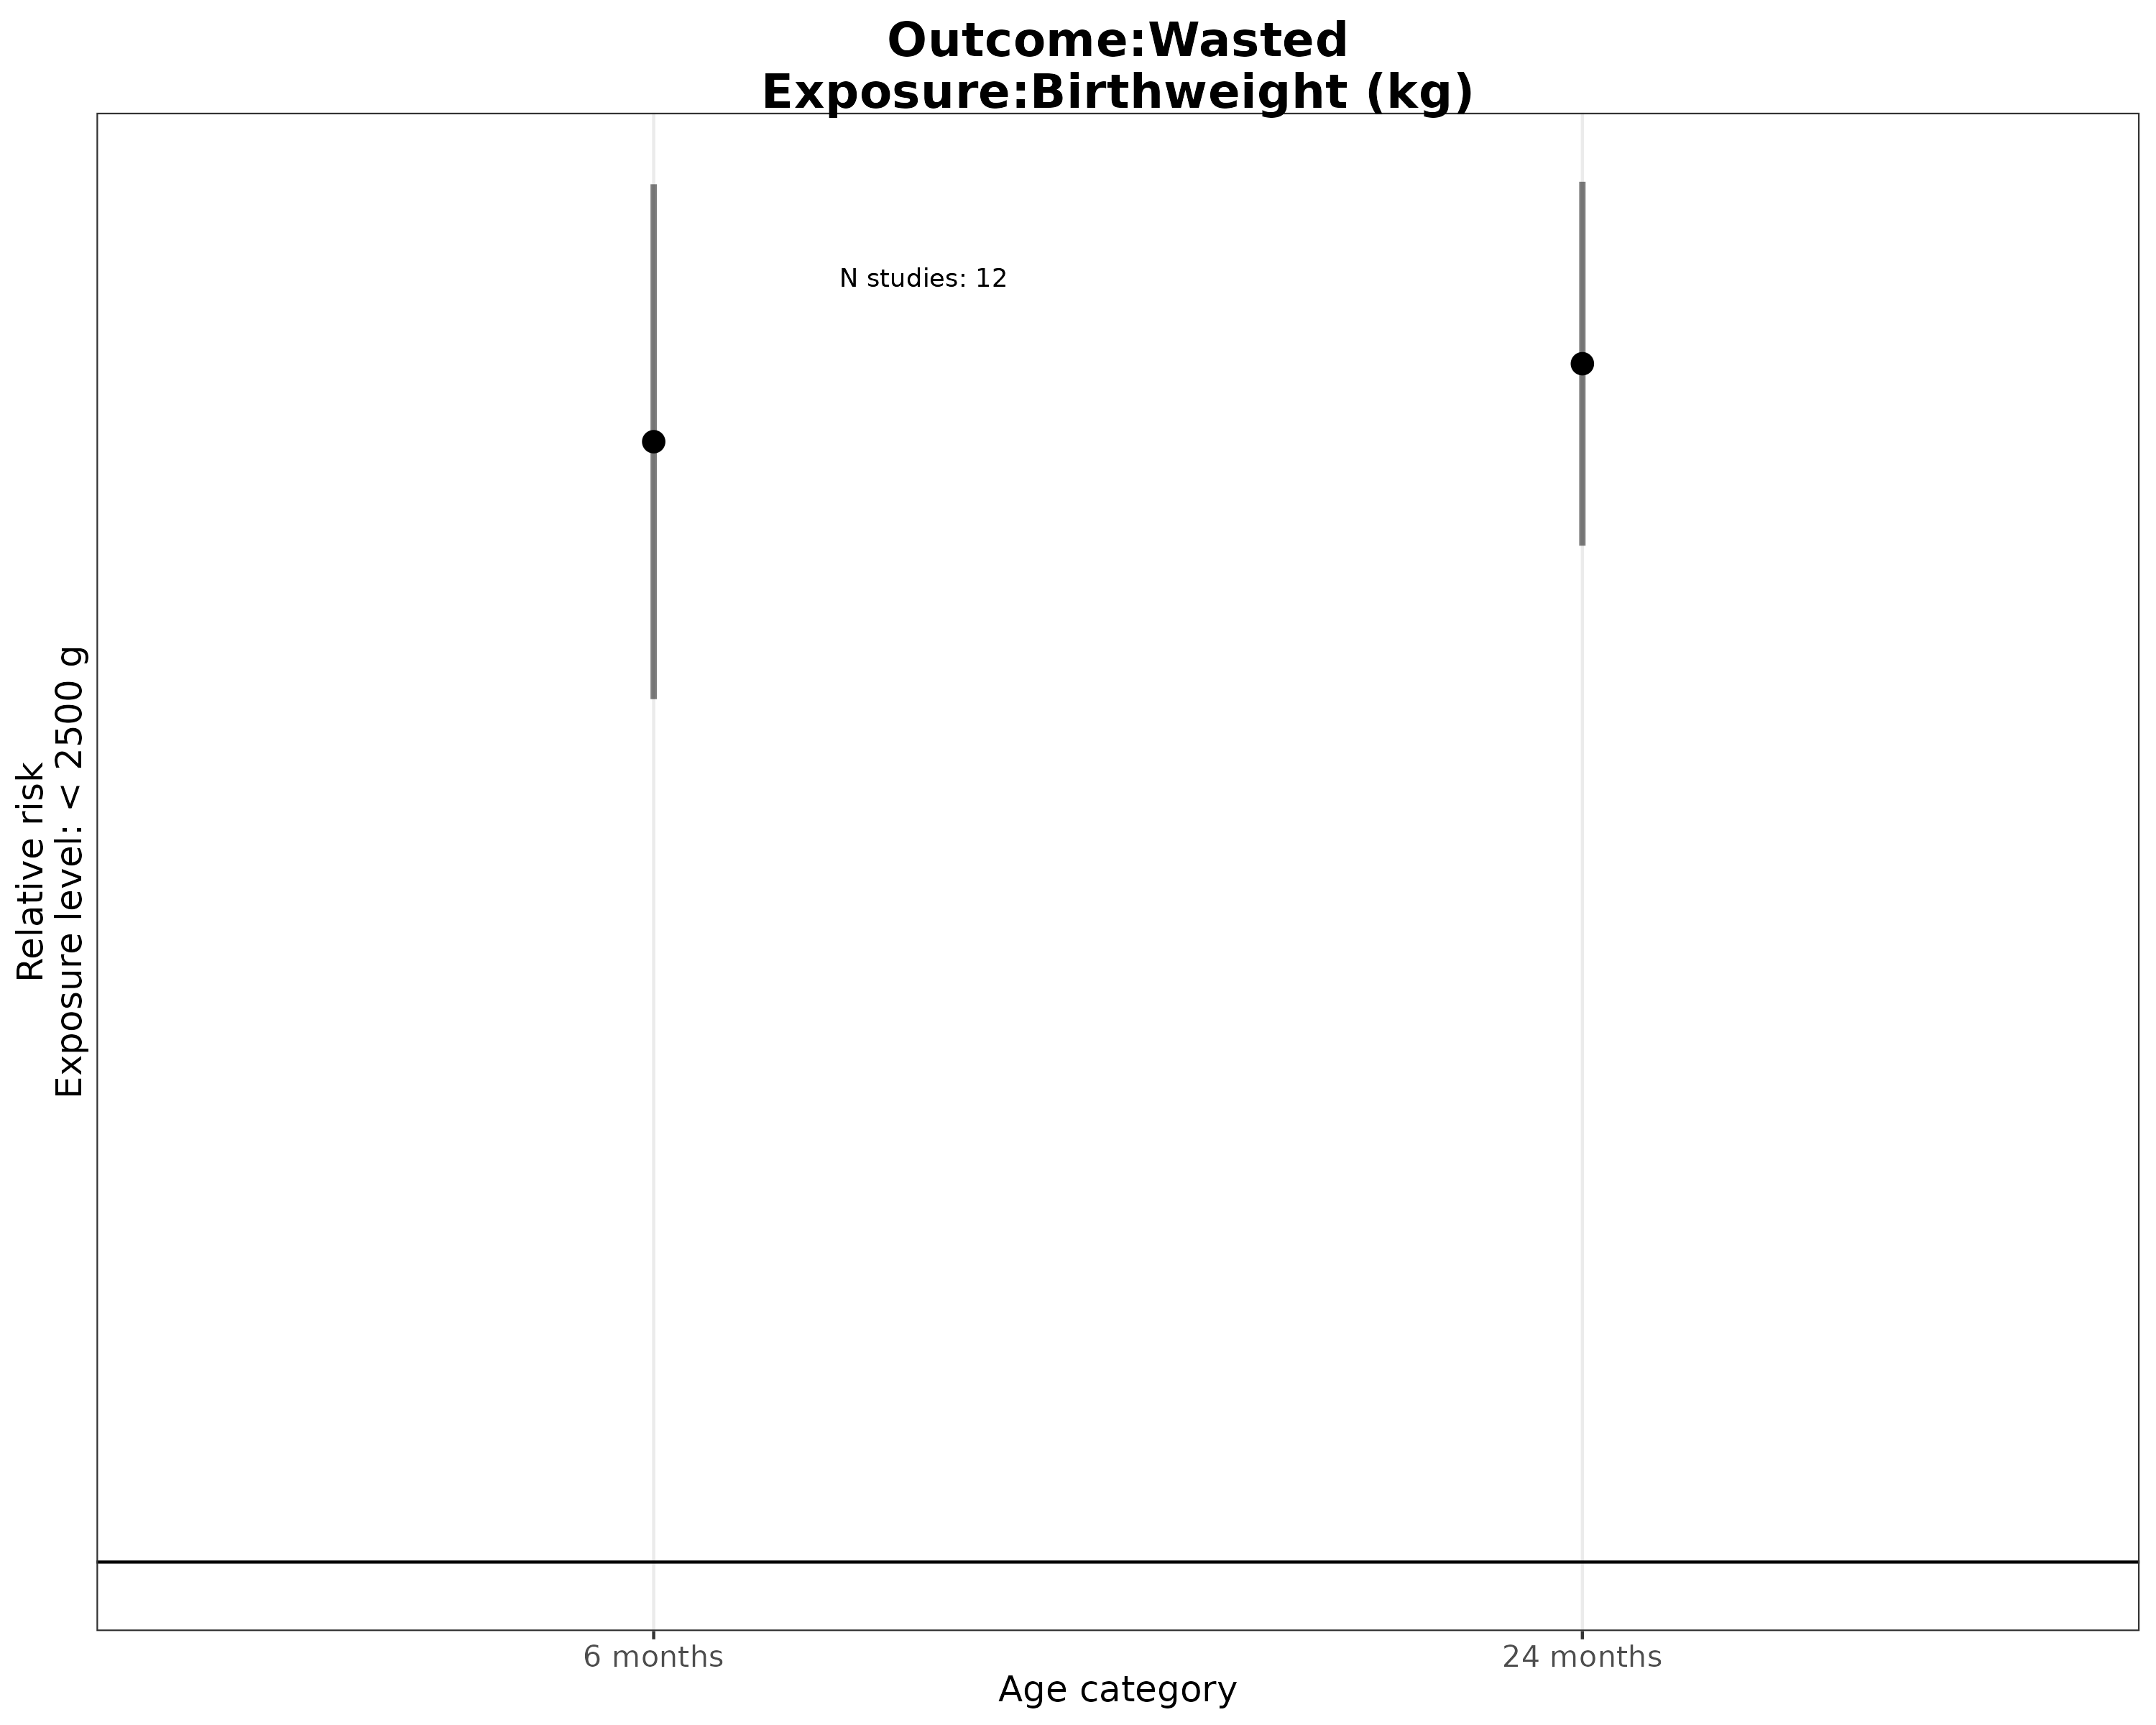 Outcome:Wasted
Exposure:Birthweight (kg)
N studies: 12
Relative risk
Exposure level: < 2500 g
6 months
24 months
Age category